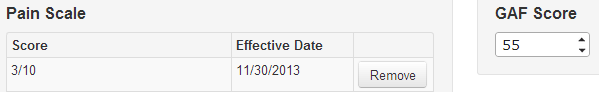 Pain Scale
Score Effective Date
3/10 11/30/2013 Remove
GAF Score
55